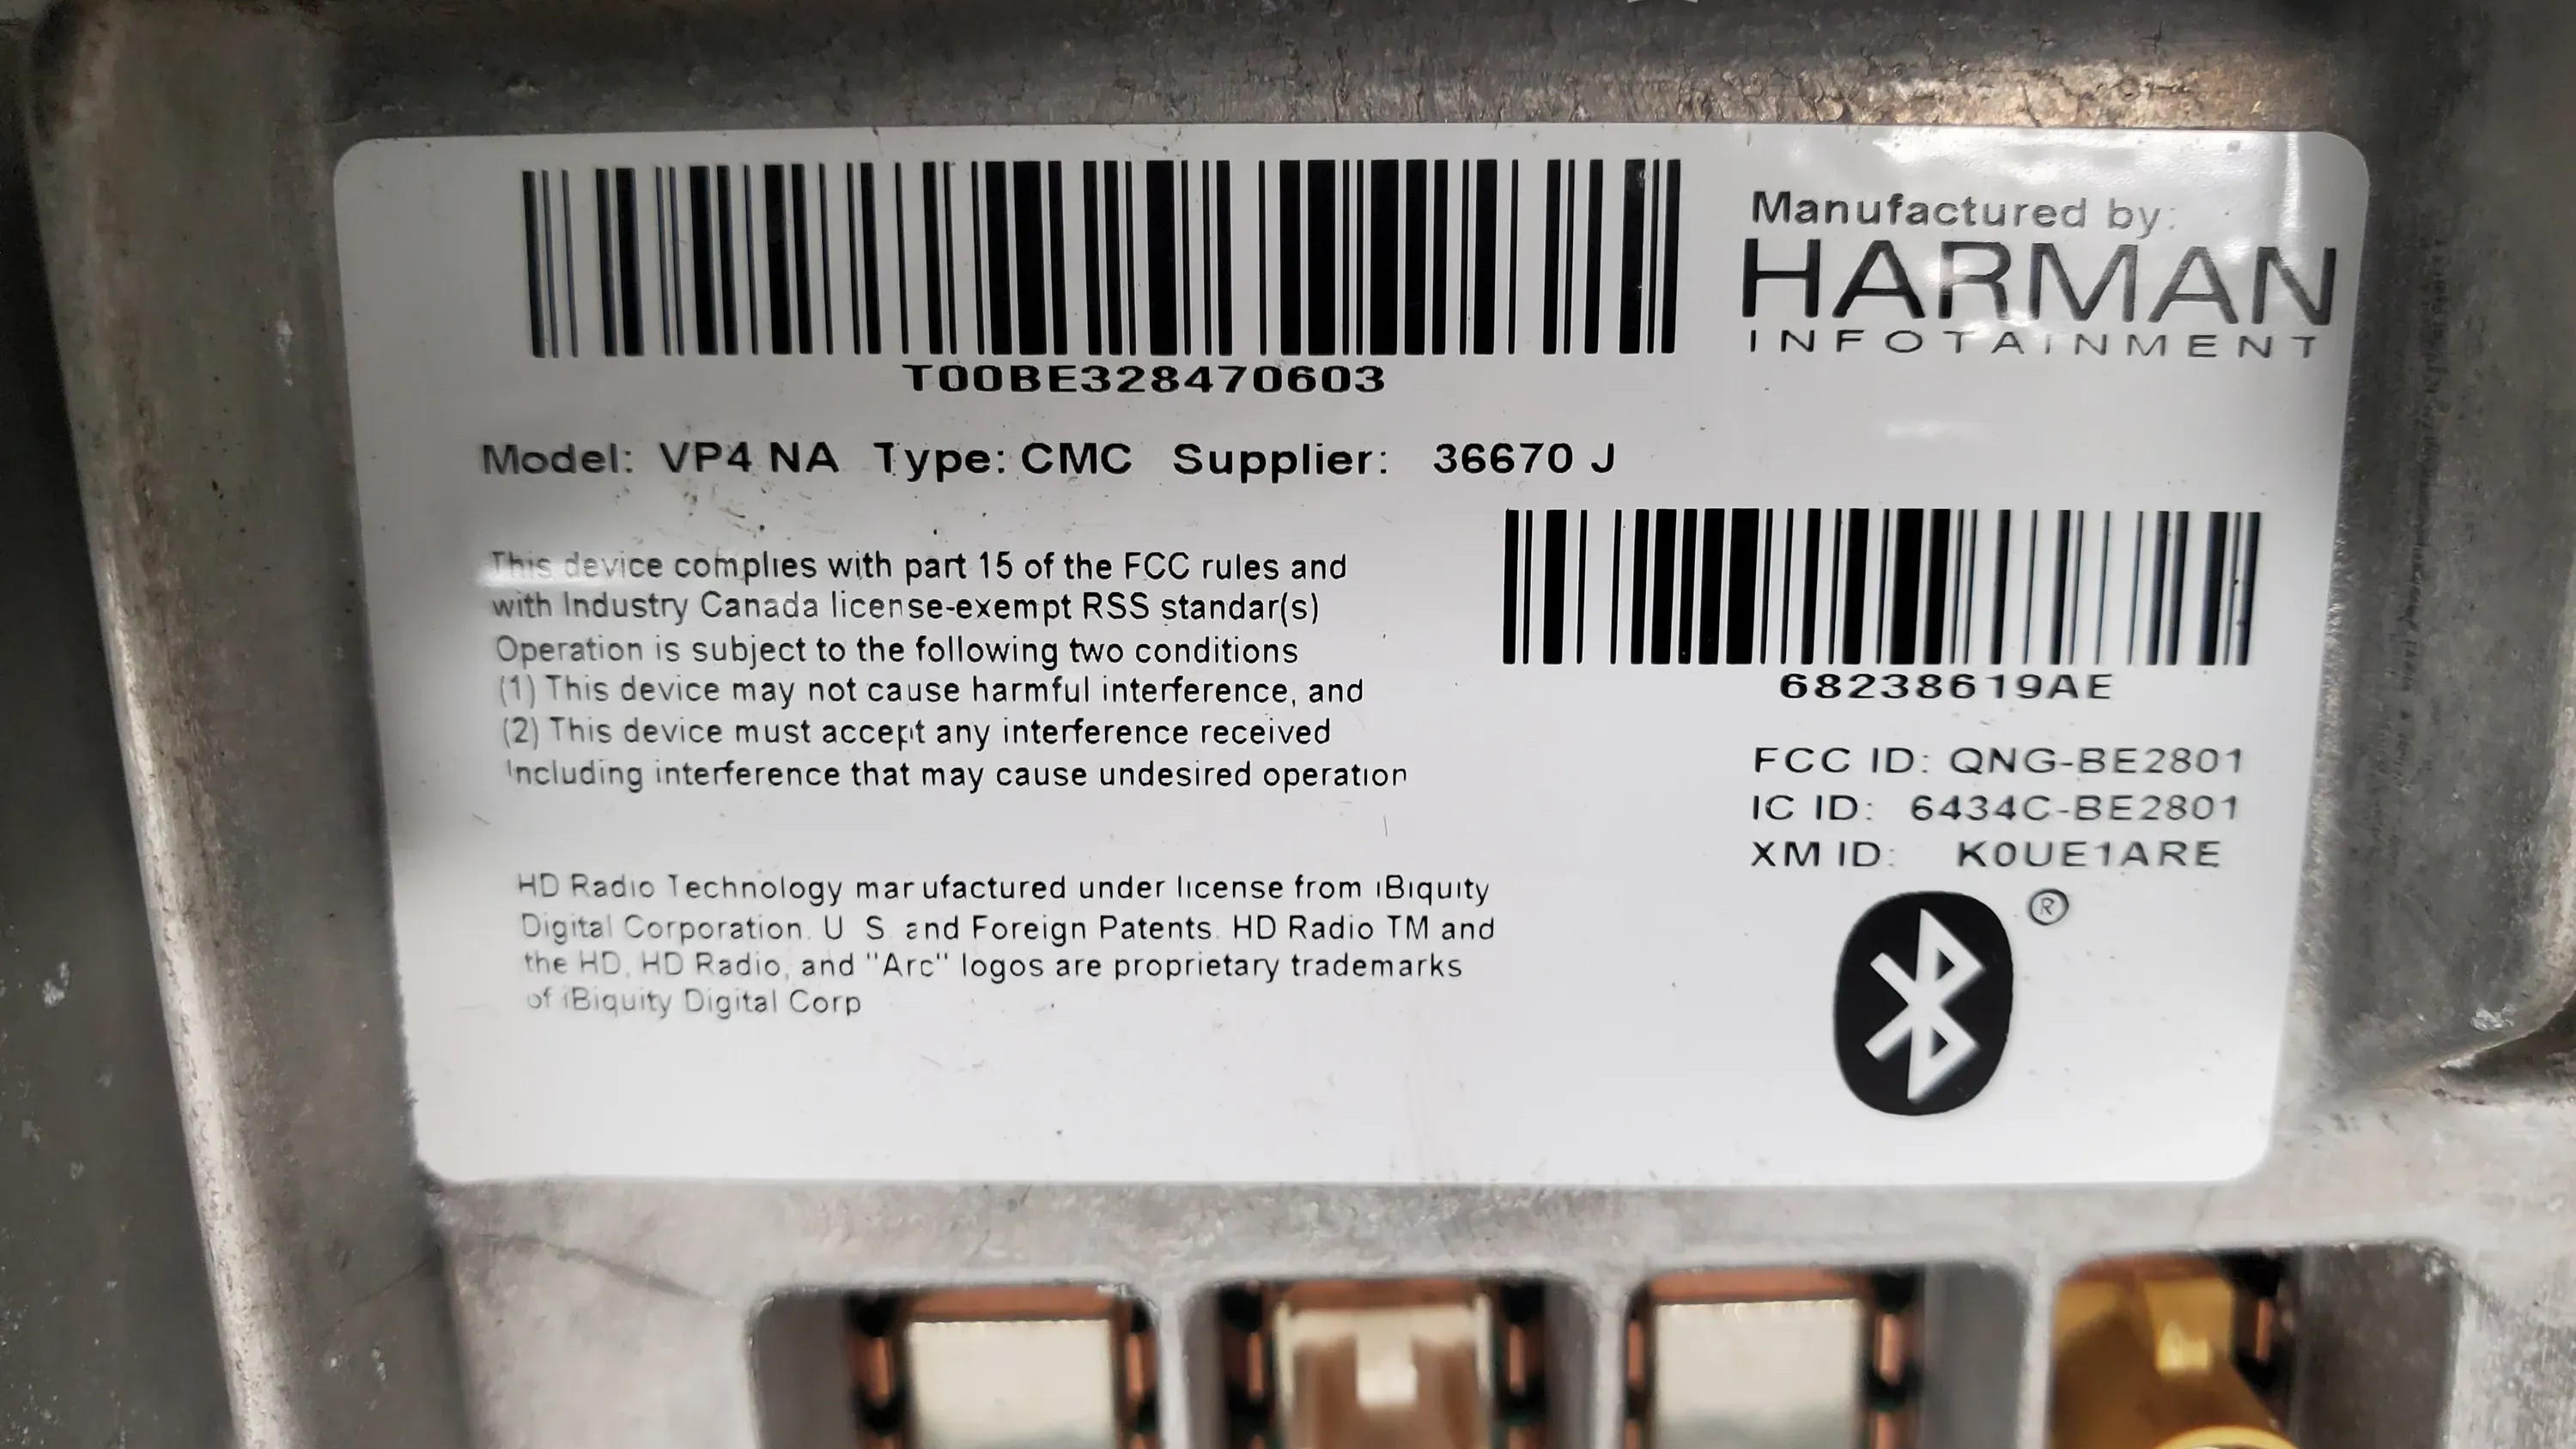 Manufactured by:
HARMAN
INFOTAINMENT
T00BE328470603
Model: VP4 NA Type: CMC Supplier: 36670 J
This device complies with part 15 of the FCC rules and
with Industry Canada license-exempt RSS standar(s)
Operation is subject to the following two conditions
(1) This device may not cause harmful interference, and
(2) This device must accept any interference received
Including interference that may cause undesired operation
68238619AE
FCC ID: QNG-BE2801
IC ID: 6434C-BE2801
XM ID: K0UE1ARE
®
HD Radio Technology manufactured under license from iBiquity
Digital Corporation. U S. and Foreign Patents. HD Radio TM and
the HD, HD Radio, and "Arc" logos are proprietary trademarks
of iBiquity Digital Corp